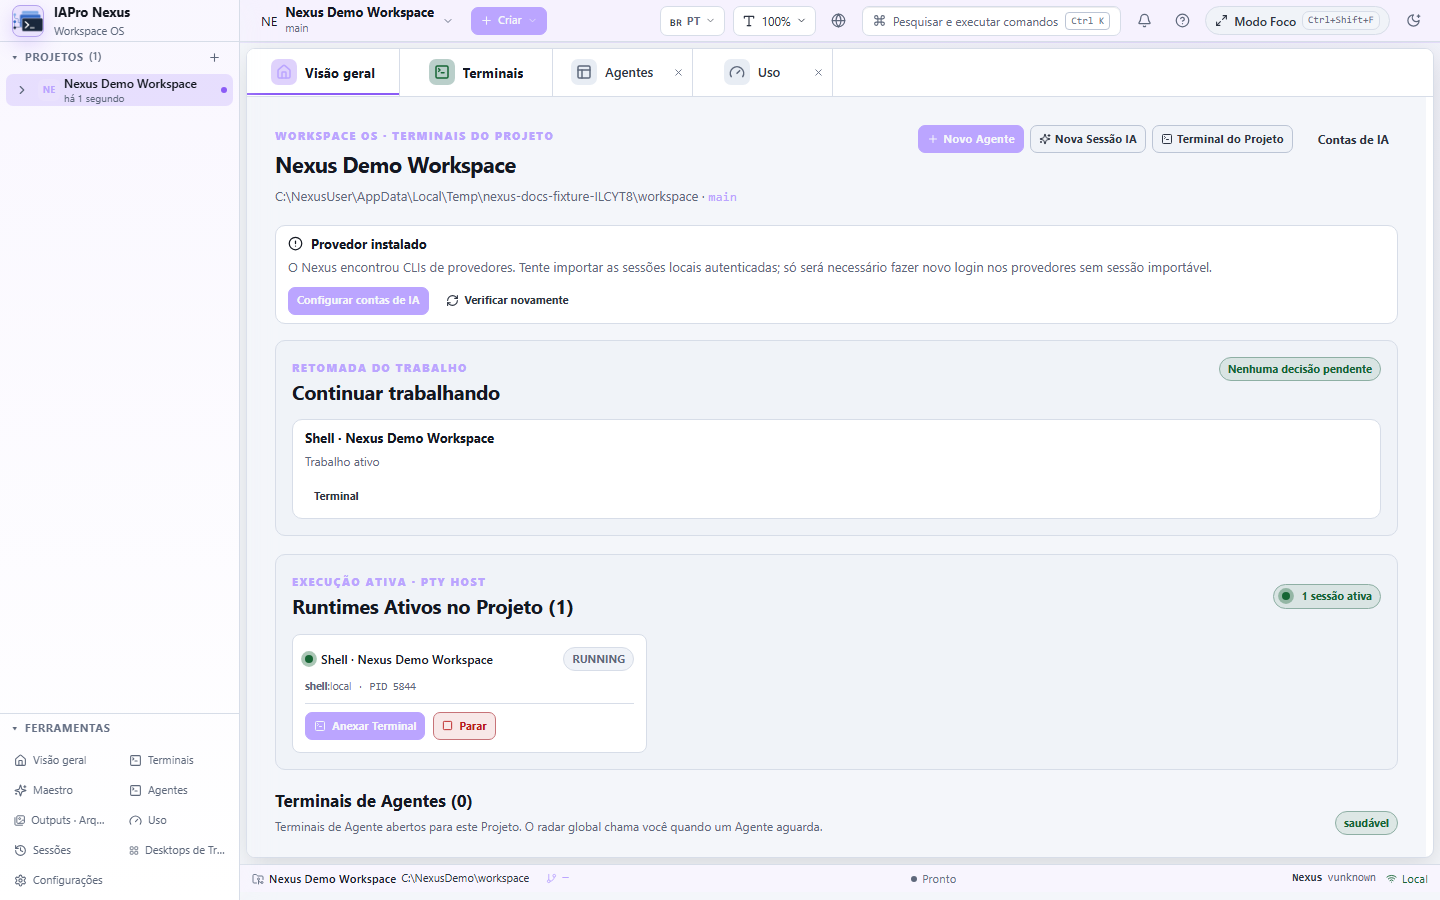 IAPro Nexus
Workspace OS
PROJETOS (1)
NE Nexus Demo Workspace
há 1 segundo
FERRAMENTAS
Visão geral
Terminais
Maestro
Agentes
Outputs · Arq...
Uso
Sessões
Desktops de Tr...
Configurações
NE Nexus Demo Workspace
main
+ Criar
BR PT
T 100%
Pesquisar e executar comandos Ctrl K
Modo Foco Ctrl+Shift+F
Visão geral
Terminais
Agentes ×
Uso ×
WORKSPACE OS · TERMINAIS DO PROJETO
Nexus Demo Workspace
C:\NexusUser\AppData\Local\Temp\nexus-docs-fixture-ILCYT8\workspace · main
+ Novo Agente
Nova Sessão IA
Terminal do Projeto
Contas de IA
Provedor instalado
O Nexus encontrou CLIs de provedores. Tente importar as sessões locais autenticadas; só será necessário fazer novo login nos provedores sem sessão importável.
Configurar contas de IA
Verificar novamente
RETOMADA DO TRABALHO
Continuar trabalhando
Nenhuma decisão pendente
Shell · Nexus Demo Workspace
Trabalho ativo
Terminal
EXECUÇÃO ATIVA · PTY HOST
Runtimes Ativos no Projeto (1)
1 sessão ativa
Shell · Nexus Demo Workspace
RUNNING
shell:local · PID 5844
Anexar Terminal
Parar
Terminais de Agentes (0)
Terminais de Agente abertos para este Projeto. O radar global chama você quando um Agente aguarda.
saudável
Nexus Demo Workspace C:\NexusDemo\workspace —
Pronto
Nexus vunknown
Local